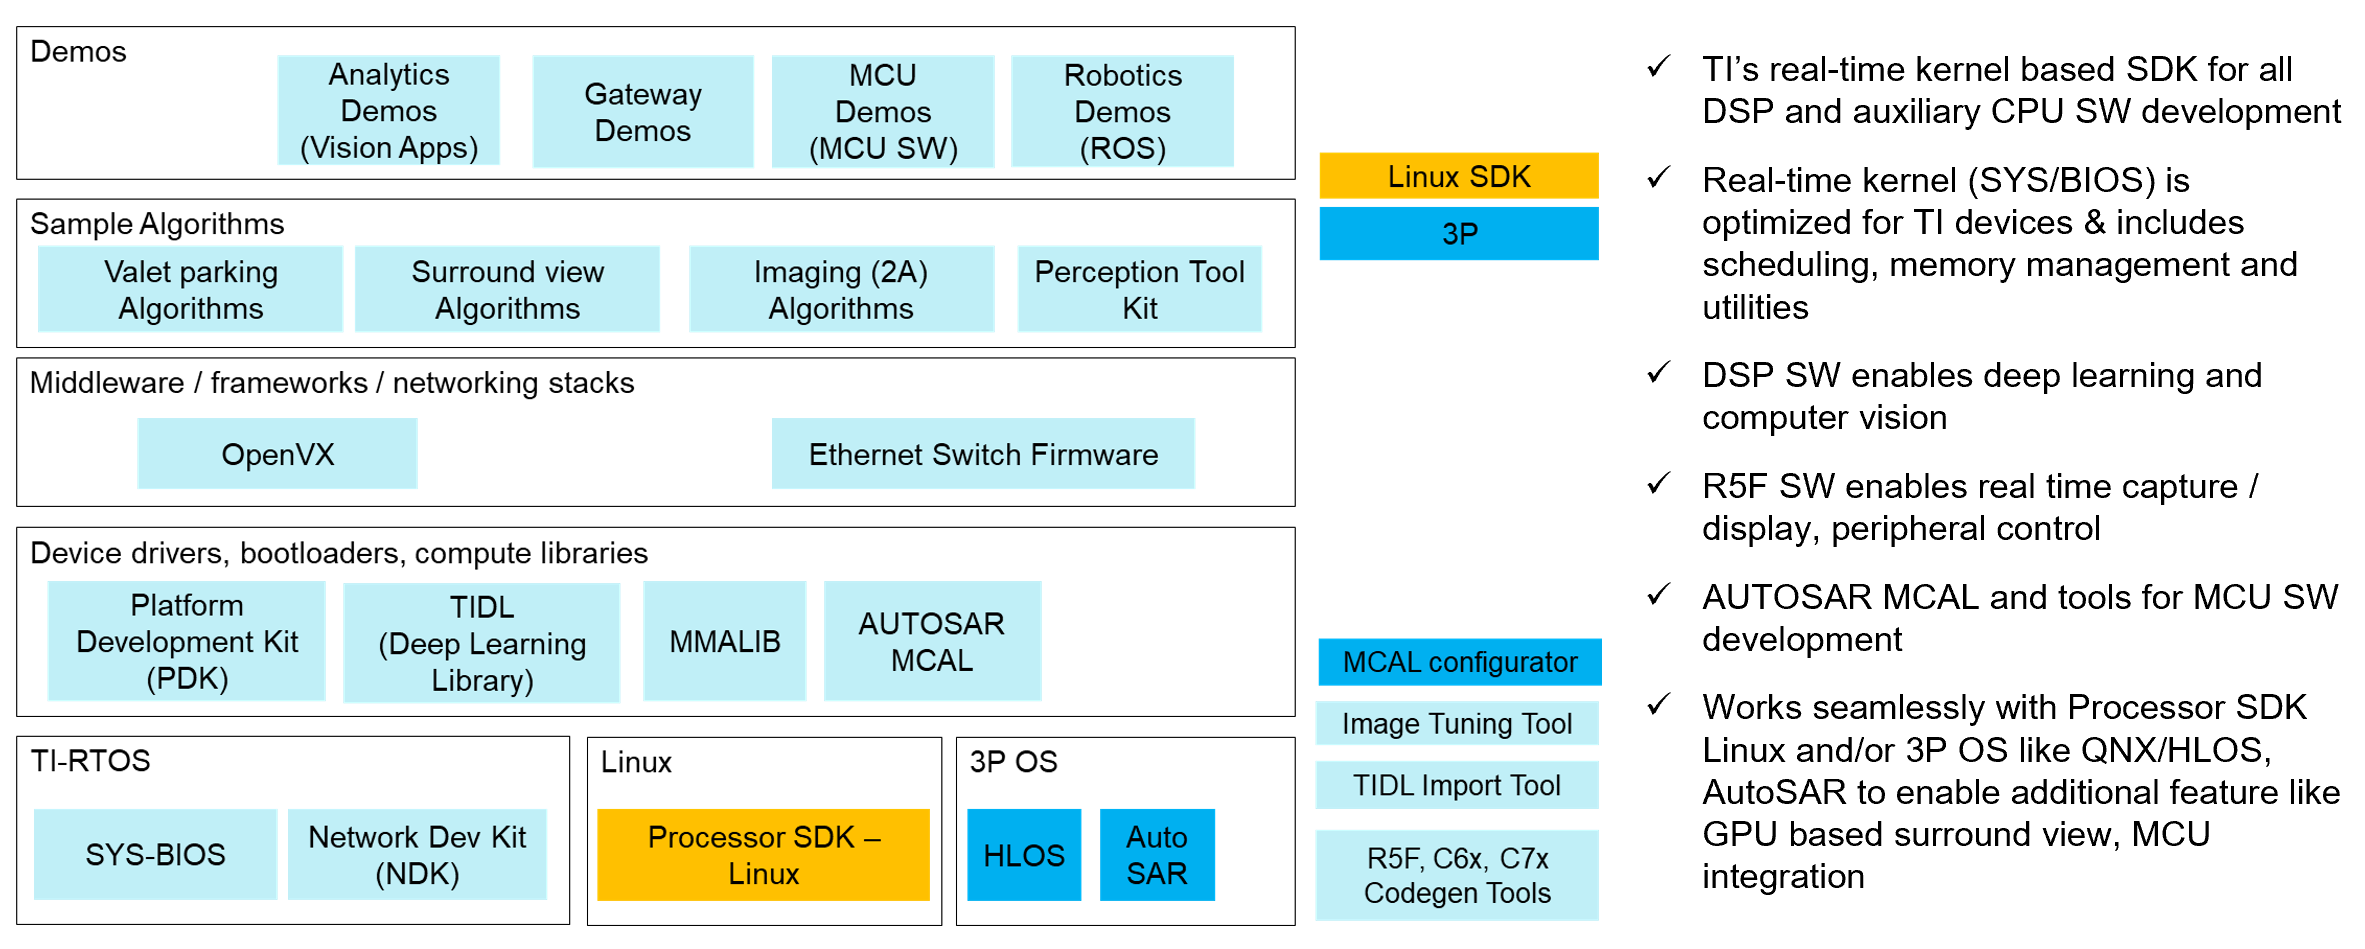 Demos
Analytics
Demos
(Vision Apps)
Gateway
Demos
MCU
Demos
(MCU SW)
Robotics
Demos
(ROS)
Sample Algorithms
Valet parking
Algorithms
Surround view
Algorithms
Imaging (2A)
Algorithms
Perception Tool
Kit
Middleware / frameworks / networking stacks
OpenVX
Ethernet Switch Firmware
Device drivers, bootloaders, compute libraries
Platform
Development Kit
(PDK)
TIDL
(Deep Learning
Library)
MMALIB
AUTOSAR
MCAL
TI-RTOS
SYS-BIOS
Network Dev Kit
(NDK)
Linux
Processor SDK –
Linux
3P OS
HLOS
Auto
SAR
Linux SDK
3P
MCAL configurator
Image Tuning Tool
TIDL Import Tool
R5F, C6x, C7x
Codegen Tools
✓ TI’s real-time kernel based SDK for all
DSP and auxiliary CPU SW development
✓ Real-time kernel (SYS/BIOS) is
optimized for TI devices & includes
scheduling, memory management and
utilities
✓ DSP SW enables deep learning and
computer vision
✓ R5F SW enables real time capture /
display, peripheral control
✓ AUTOSAR MCAL and tools for MCU SW
development
✓ Works seamlessly with Processor SDK
Linux and/or 3P OS like QNX/HLOS,
AutoSAR to enable additional feature like
GPU based surround view, MCU
integration